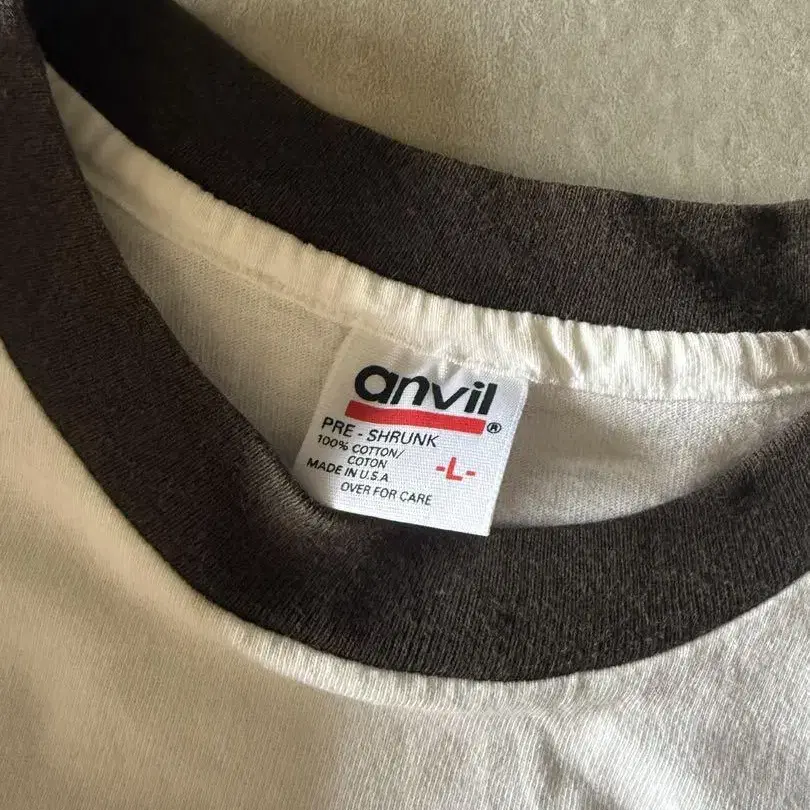 anvil®
PRE-SHRUNK
100% COTTON/
COTON
MADE IN U.S.A
-L-
OVER FOR CARE